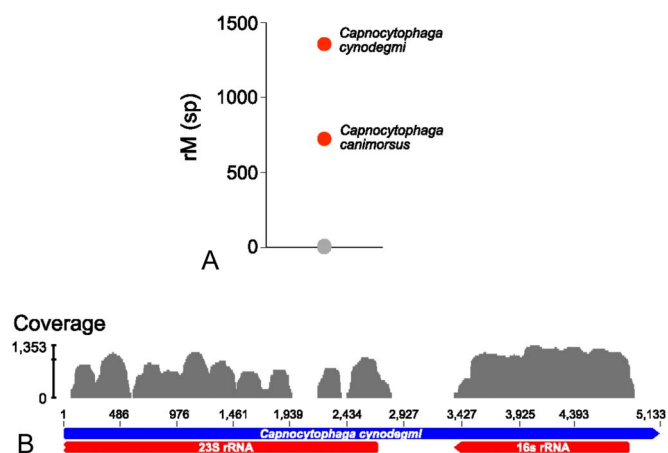 1500
Capnocytophaga
cynodegmi
1000
Capnocytophaga
canimorsus
rM (sp)
500
0
A
Coverage
1,353
0
1 486 976 1,461 1,939 2,434 2,927 3,427 3,925 4,393 5,133
Capnocytophaga cynodegmi
B 23S rRNA 16s rRNA